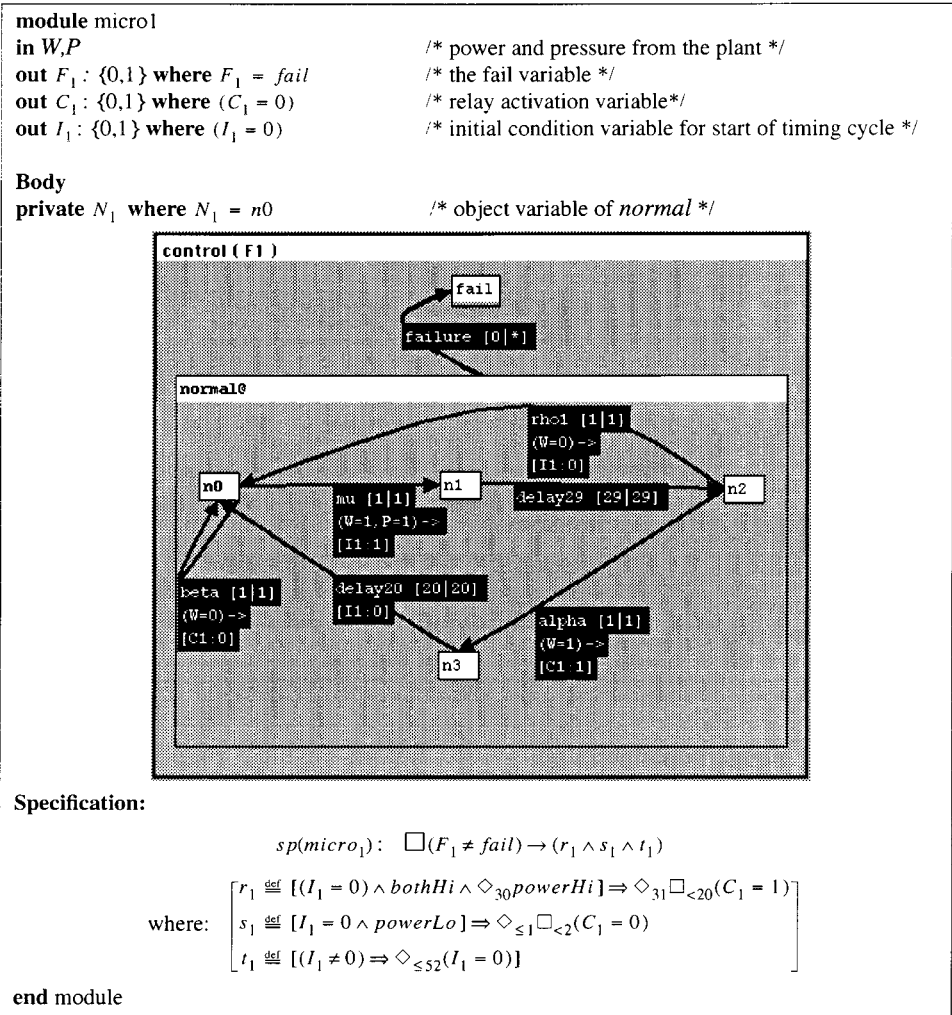 module micro1
in W,P /* power and pressure from the plant */
out F₁ : {0,1} where F₁ = fail /* the fail variable */
out C₁ : {0,1} where (C₁ = 0) /* relay activation variable*/
out I₁ : {0,1} where (I₁ = 0) /* initial condition variable for start of timing cycle */
Body
private N₁ where N₁ = n0 /* object variable of normal */
control ( F1 )
fail
failure [0|*]
normal@
rho1 [1|1]
(W=0)->
[I1:0]
n0
n1
n2
mu [1|1]
(W=1,P=1)->
[I1:1]
delay29 [29|29]
beta [1|1]
(W=0)->
[C1:0]
delay20 [20|20]
[I1:0]
alpha [1|1]
(W=1)->
[C1:1]
n3
Specification:
sp(micro₁): □(F₁ ≠ fail) → (r₁ ∧ s₁ ∧ t₁)
where:
r₁ ≝ [(I₁ = 0) ∧ bothHi ∧ ◇₃₀powerHi] ⇒ ◇₃₁□<₂₀(C₁ = 1)
s₁ ≝ [I₁ = 0 ∧ powerLo] ⇒ ◇≤₁□<₂(C₁ = 0)
t₁ ≝ [(I₁ ≠ 0) ⇒ ◇≤₅₂(I₁ = 0)]
end module